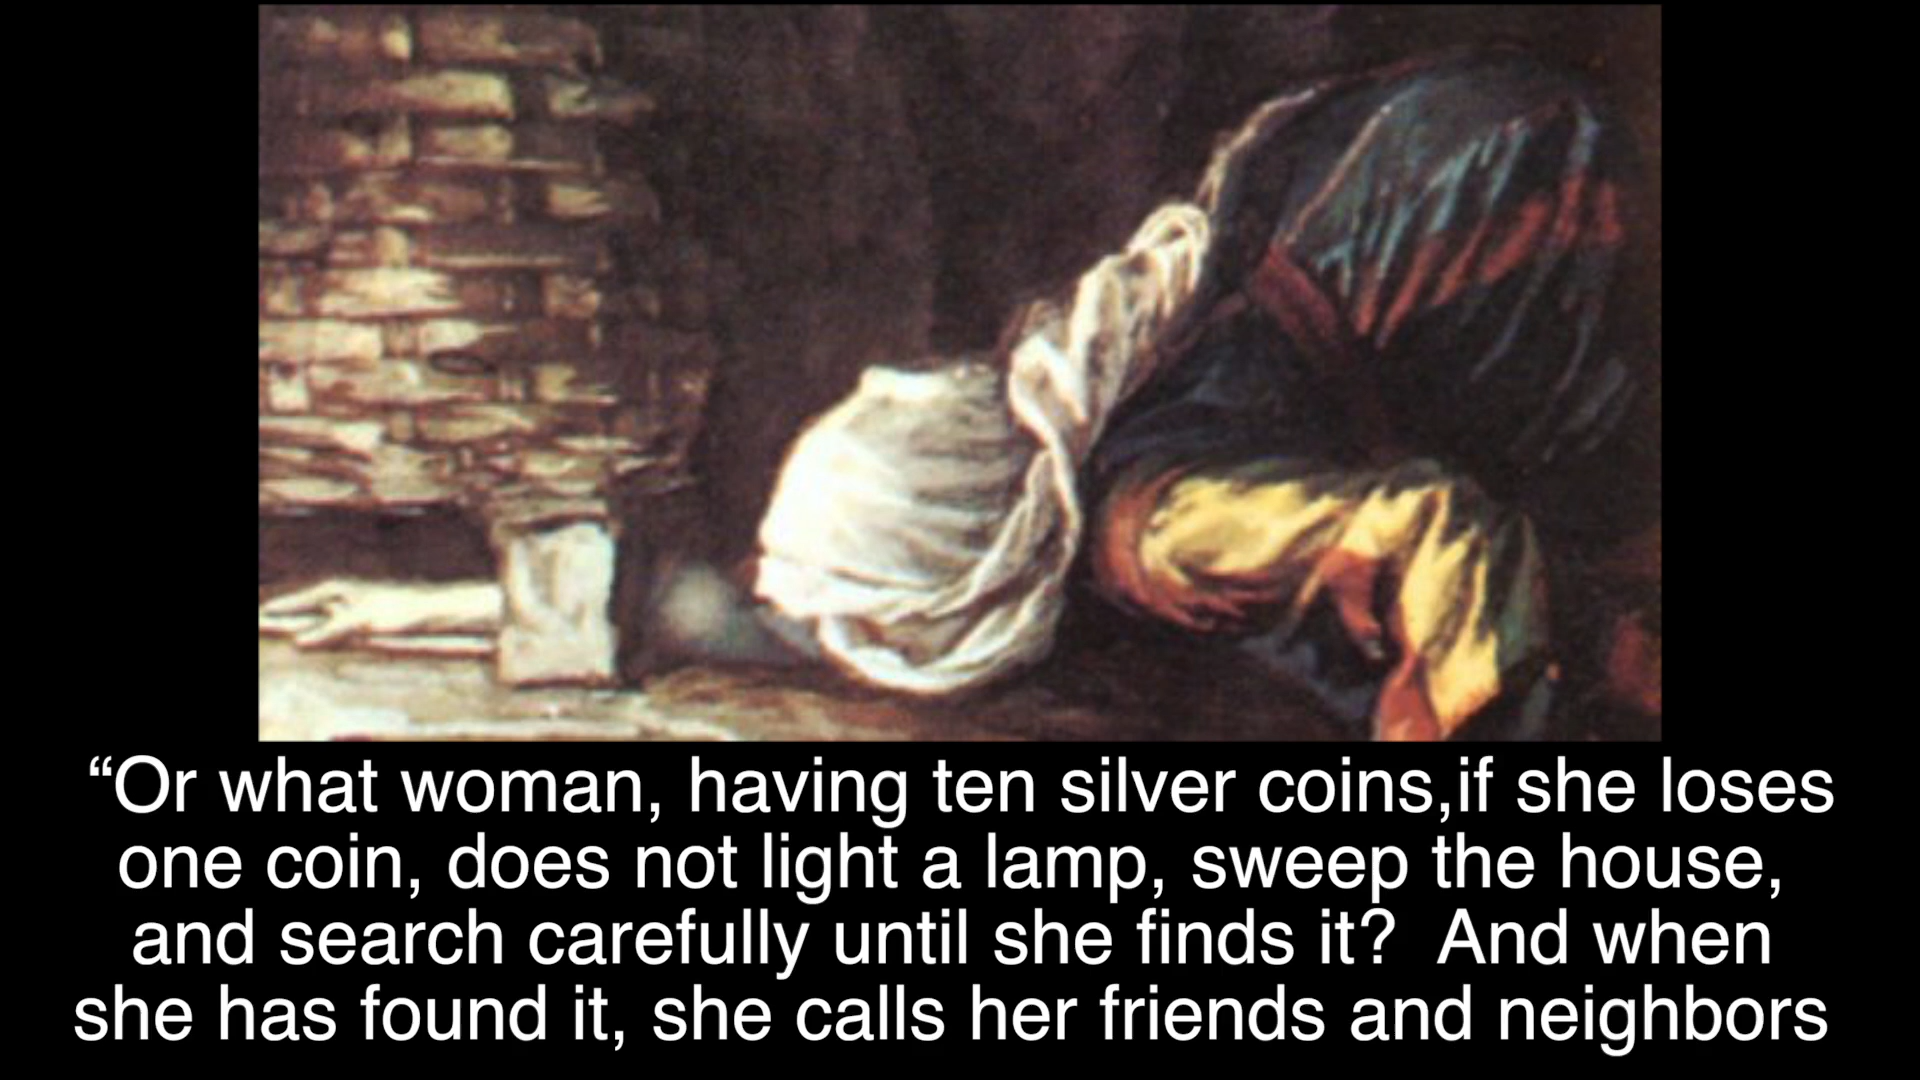 “Or what woman, having ten silver coins,if she loses
one coin, does not light a lamp, sweep the house,
and search carefully until she finds it?  And when
she has found it, she calls her friends and neighbors